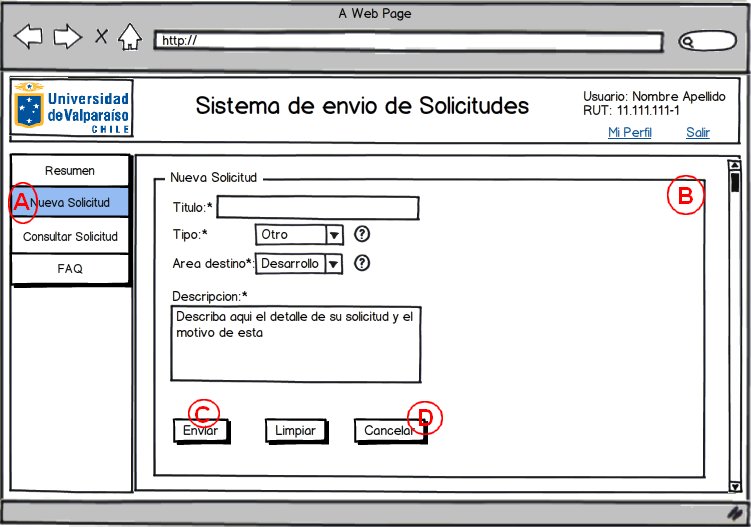 A Web Page
http://
Universidad
de Valparaíso
CHILE
Sistema de envio de Solicitudes
Usuario: Nombre Apellido
RUT: 11.111.111-1
Mi Perfil Salir
Resumen
A Nueva Solicitud
Consultar Solicitud
FAQ
Nueva Solicitud
B
Titulo:*
Tipo:* Otro ?
Area destino*: Desarrollo ?
Descripcion:*
Describa aqui el detalle de su solicitud y el
motivo de esta
C D
Enviar Limpiar Cancelar